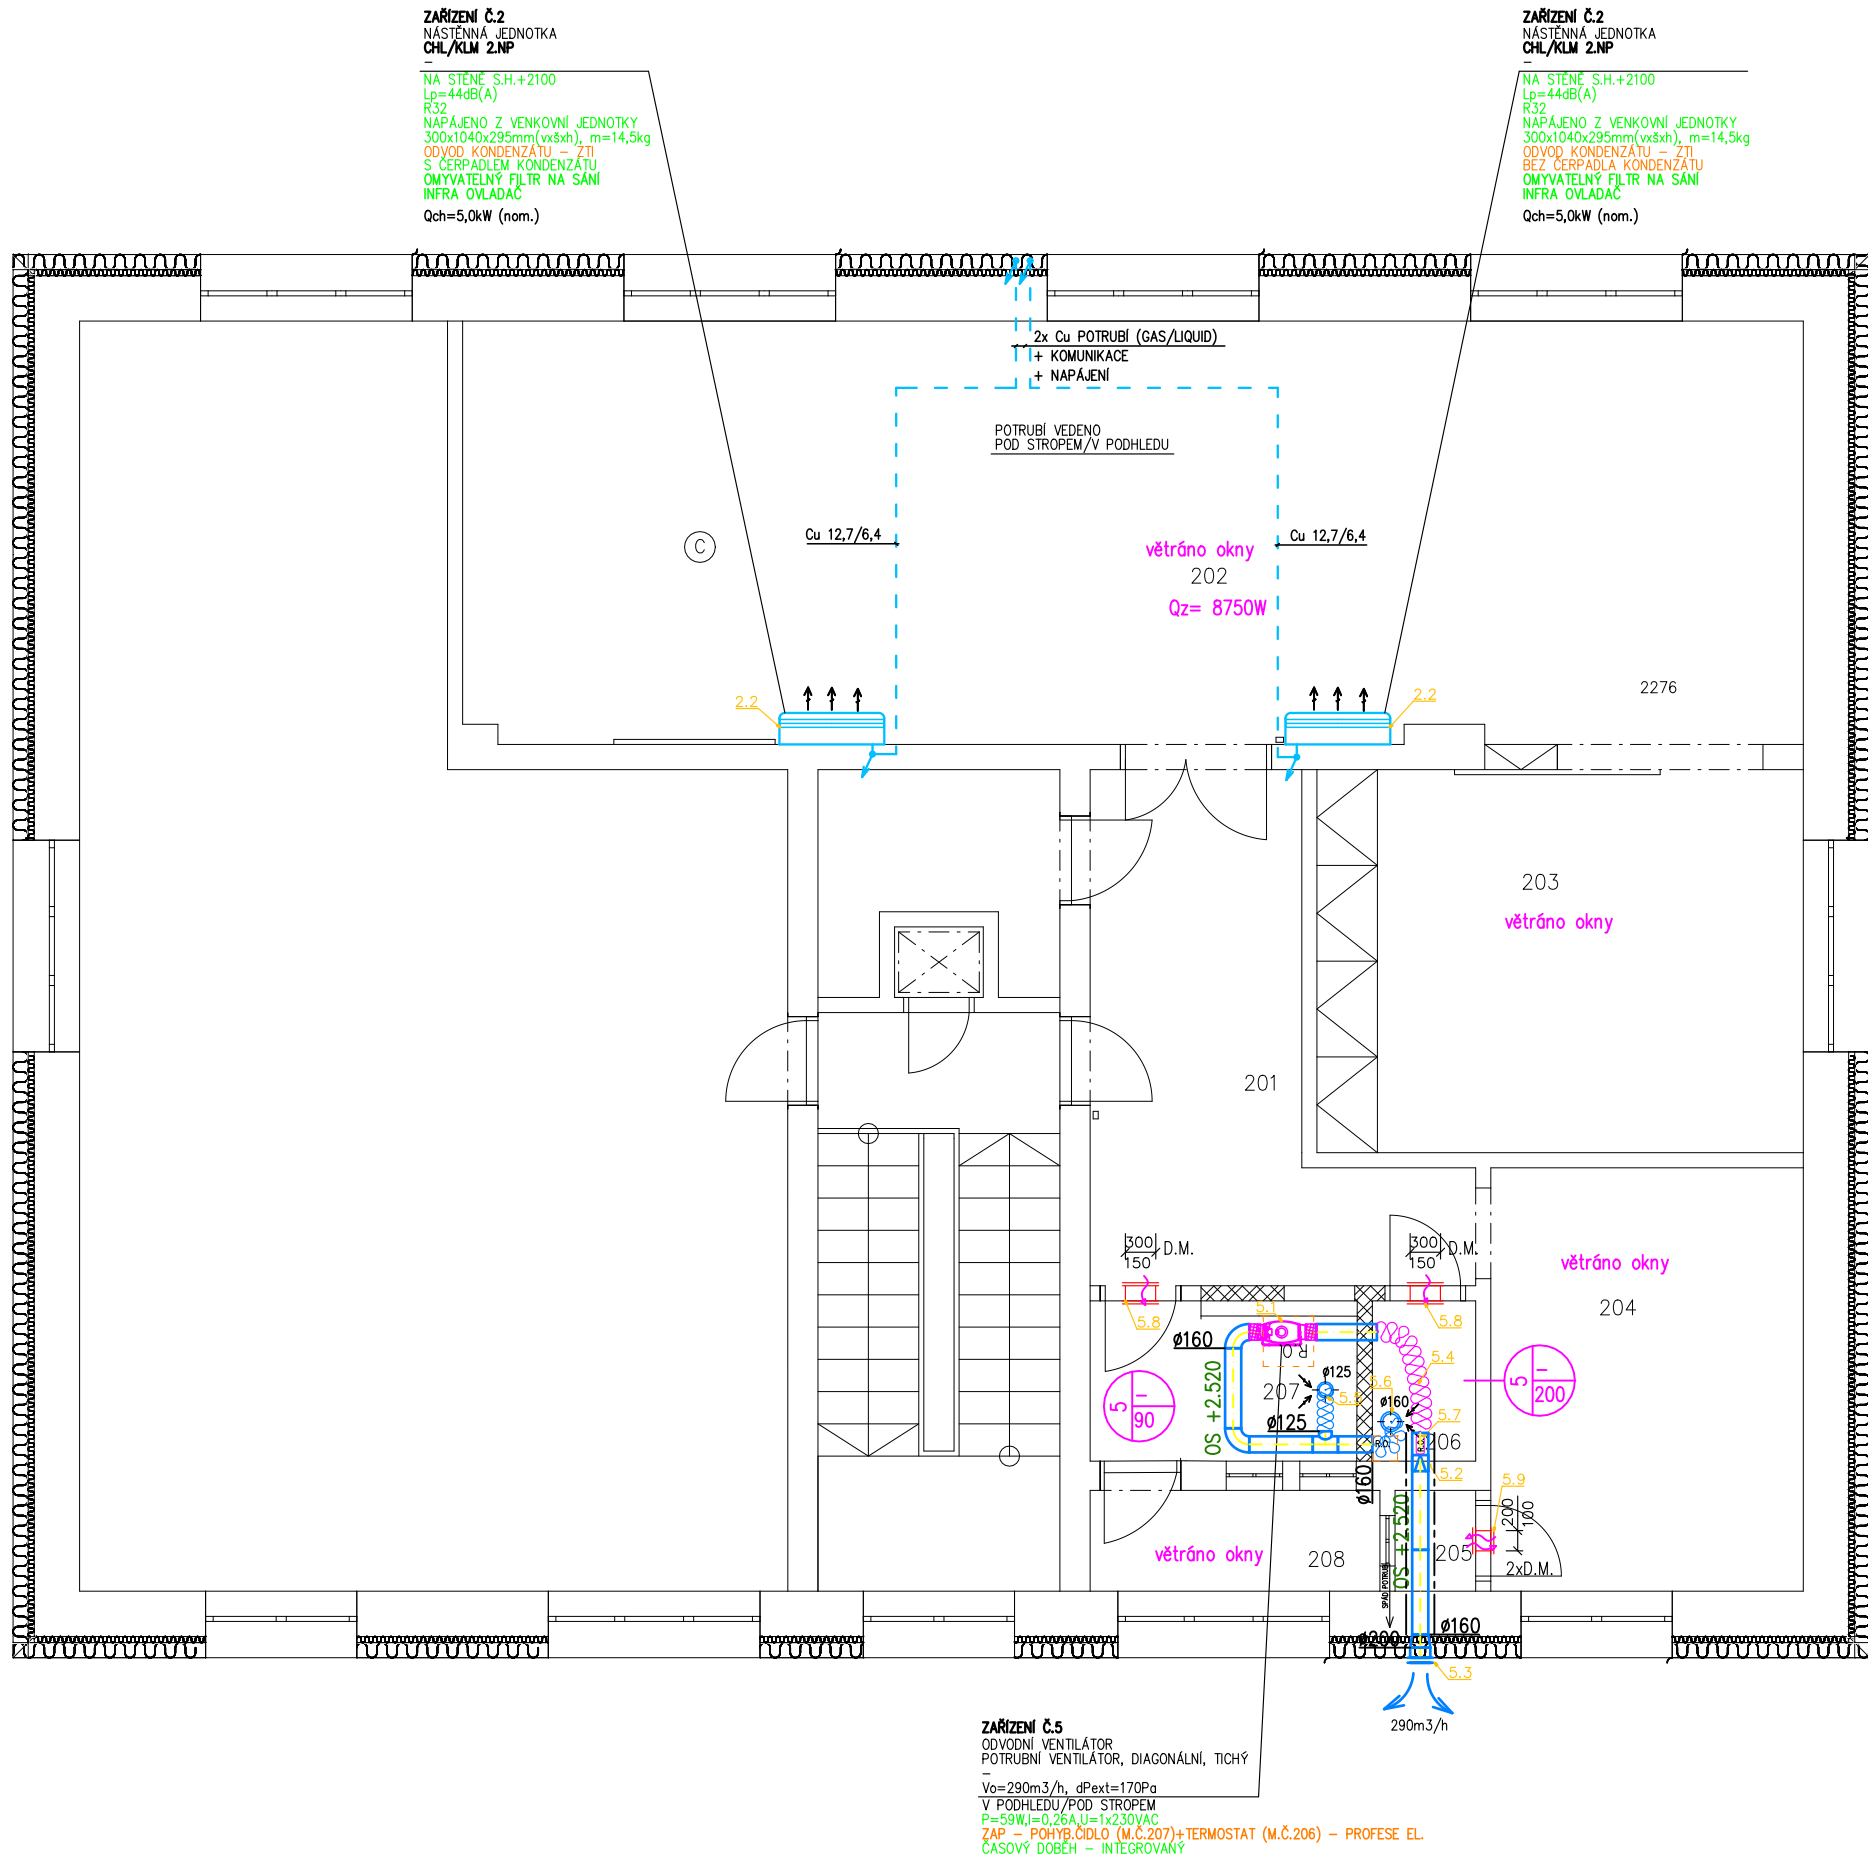 ZAŘÍZENÍ Č.2
NÁSTĚNNÁ JEDNOTKA
CHL/KLM 2.NP
–
NA STĚNĚ S.H.+2100
Lp=44dB(A)
R32
NAPÁJENO Z VENKOVNÍ JEDNOTKY
300x1040x295mm(vxšxh), m=14,5kg
ODVOD KONDENZÁTU – ZTI
S ČERPADLEM KONDENZÁTU
OMYVATELNÝ FILTR NA SÁNÍ
INFRA OVLADAČ
Qch=5,0kW (nom.)
ZAŘÍZENÍ Č.2
NÁSTĚNNÁ JEDNOTKA
CHL/KLM 2.NP
–
NA STĚNĚ S.H.+2100
Lp=44dB(A)
R32
NAPÁJENO Z VENKOVNÍ JEDNOTKY
300x1040x295mm(vxšxh), m=14,5kg
ODVOD KONDENZÁTU – ZTI
BEZ ČERPADLA KONDENZÁTU
OMYVATELNÝ FILTR NA SÁNÍ
INFRA OVLADAČ
Qch=5,0kW (nom.)
2x Cu POTRUBÍ (GAS/LIQUID)
+ KOMUNIKACE
+ NAPÁJENÍ
POTRUBÍ VEDENO
POD STROPEM/V PODHLEDU
C
Cu 12,7/6,4
Cu 12,7/6,4
větráno okny
202
Qz= 8750W
2276
2.2
2.2
203
větráno okny
201
300
150
D.M.
300
150
D.M.
větráno okny
204
5.8
5.1
5.8
ø160
R.O.
OS +2.520
207
ø125
5.5
ø125
5.6
5.4
ø160
5.7
5
–
90
5
–
200
R.O.
R.O.
206
5.2
ø160
OS +2.520
5.9
200
100
205
2xD.M.
větráno okny
208
SPÁD POTRUBÍ
ø200
ø160
5.3
290m3/h
ZAŘÍZENÍ Č.5
ODVODNÍ VENTILÁTOR
POTRUBNÍ VENTILÁTOR, DIAGONÁLNÍ, TICHÝ
–
Vo=290m3/h, dPext=170Pa
V PODHLEDU/POD STROPEM
P=59W,I=0,26A,U=1x230VAC
ZAP – POHYB.ČIDLO (M.Č.207)+TERMOSTAT (M.Č.206) – PROFESE EL.
ČASOVÝ DOBĚH – INTEGROVANÝ